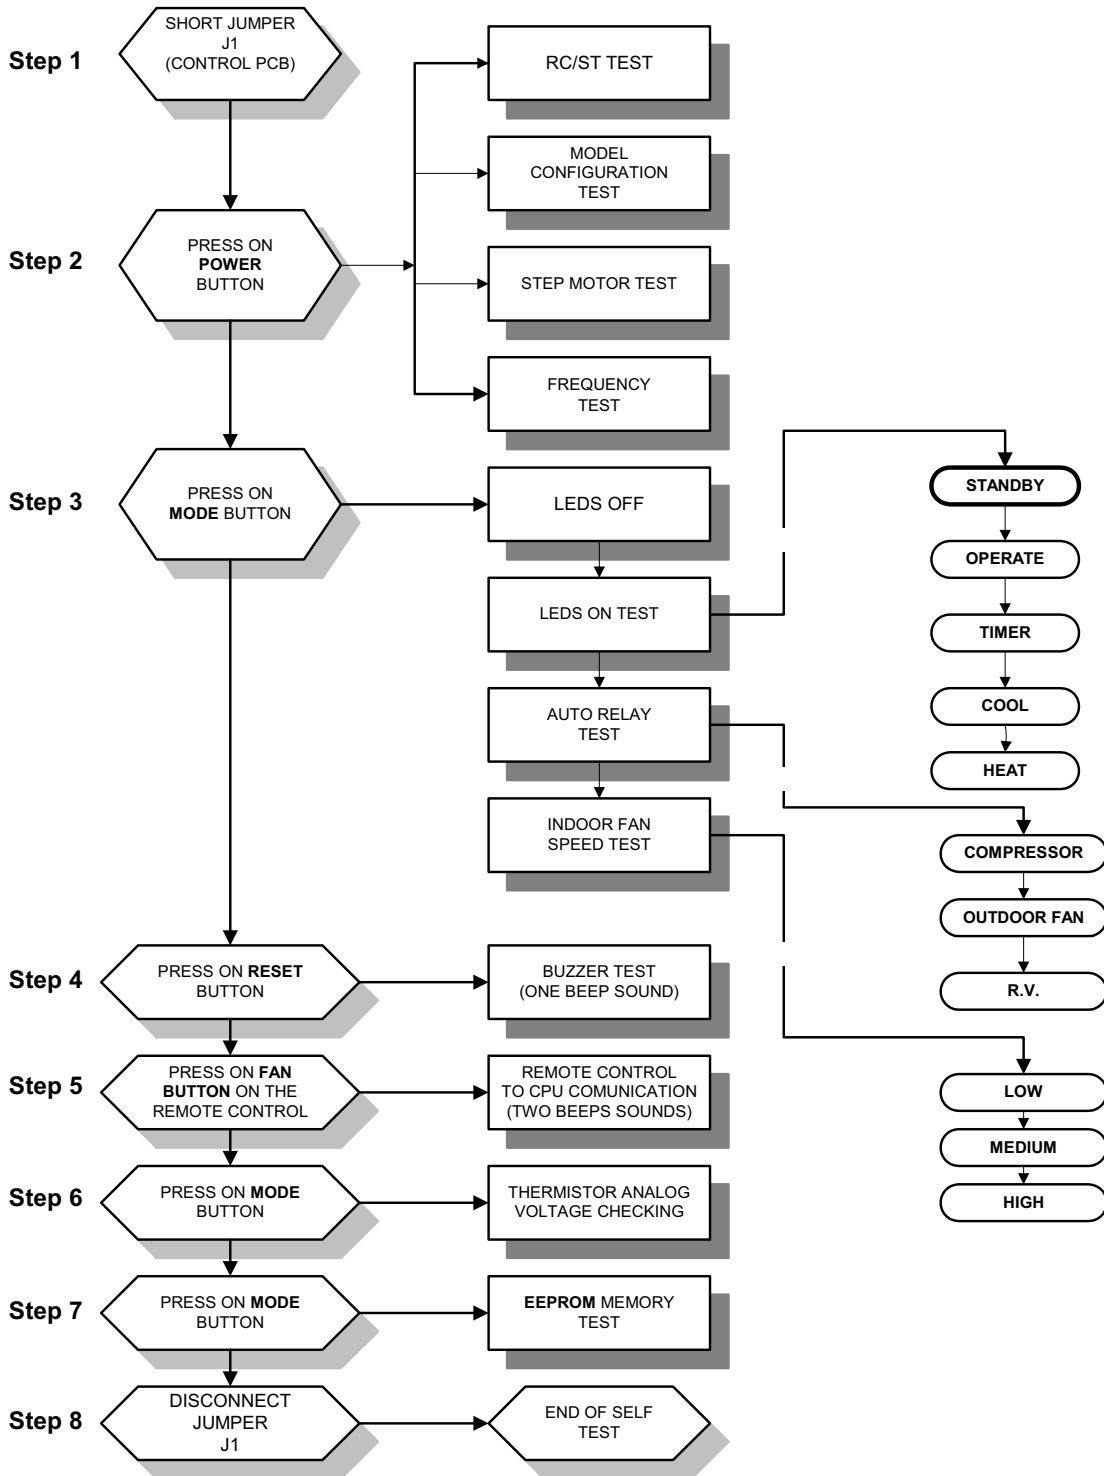 Step 1
SHORT JUMPER
J1
(CONTROL PCB)
RC/ST TEST
MODEL
CONFIGURATION
TEST
Step 2
PRESS ON
POWER
BUTTON
STEP MOTOR TEST
FREQUENCY
TEST
Step 3
PRESS ON
MODE BUTTON
LEDS OFF
LEDS ON TEST
AUTO RELAY
TEST
INDOOR FAN
SPEED TEST
STANDBY
OPERATE
TIMER
COOL
HEAT
COMPRESSOR
OUTDOOR FAN
R.V.
LOW
MEDIUM
HIGH
Step 4
PRESS ON RESET
BUTTON
BUZZER TEST
(ONE BEEP SOUND)
Step 5
PRESS ON FAN
BUTTON ON THE
REMOTE CONTROL
REMOTE CONTROL
TO CPU COMUNICATION
(TWO BEEPS SOUNDS)
Step 6
PRESS ON MODE
BUTTON
THERMISTOR ANALOG
VOLTAGE CHECKING
Step 7
PRESS ON MODE
BUTTON
EEPROM MEMORY
TEST
Step 8
DISCONNECT
JUMPER
J1
END OF SELF
TEST